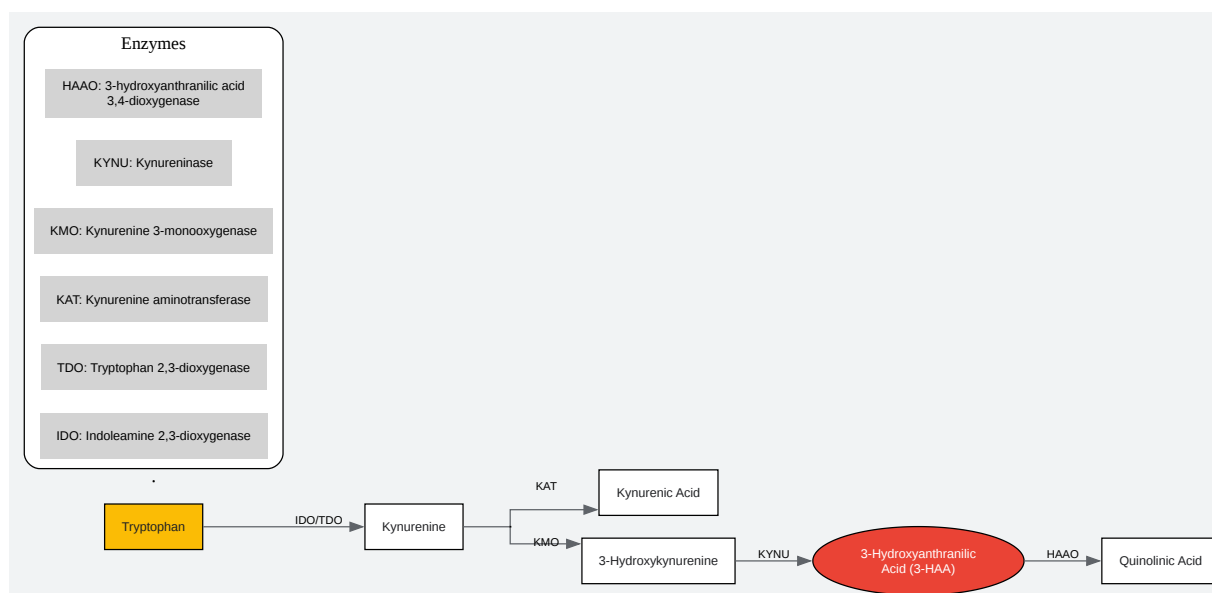 Enzymes
HAAO: 3-hydroxyanthranilic acid
3,4-dioxygenase
KYNU: Kynureninase
KMO: Kynurenine 3-monooxygenase
KAT: Kynurenine aminotransferase
TDO: Tryptophan 2,3-dioxygenase
IDO: Indoleamine 2,3-dioxygenase
.
Tryptophan
IDO/TDO
Kynurenine
KAT
Kynurenic Acid
KMO
3-Hydroxykynurenine
KYNU
3-Hydroxyanthranilic
Acid (3-HAA)
HAAO
Quinolinic Acid